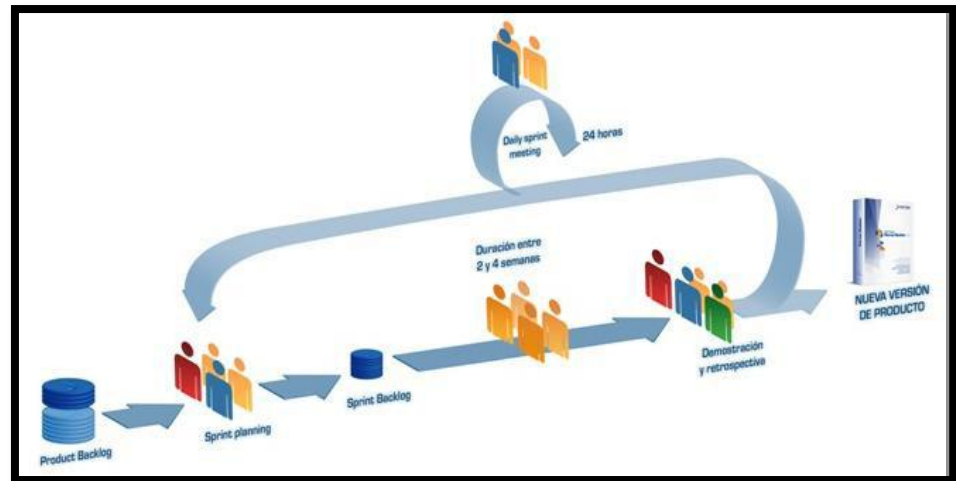 Daily sprint
meeting
24 horas
Duración entre
2 y 4 semanas
NUEVA VERSIÓN
DE PRODUCTO
Demostración
y retrospectiva
Sprint Backlog
Sprint planning
Product Backlog